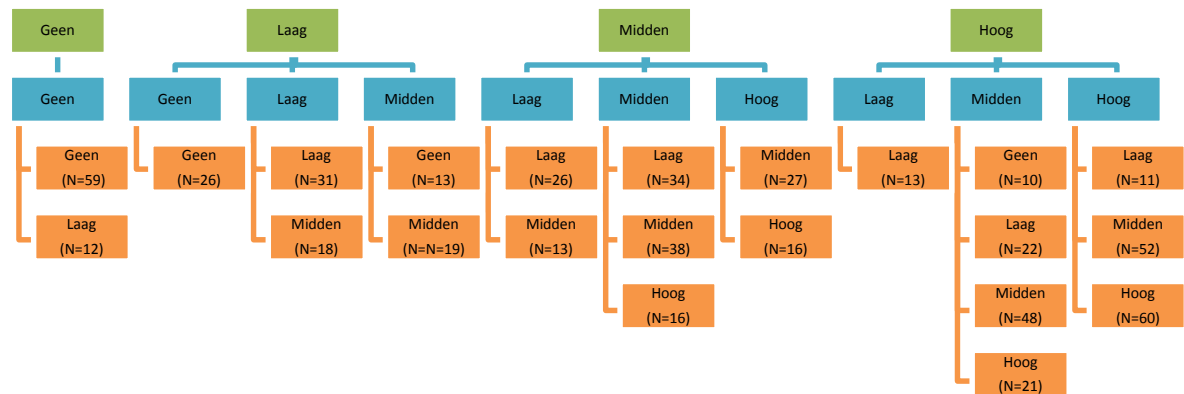 Geen
Laag
Midden
Hoog
Geen
Geen
Laag
Midden
Laag
Midden
Hoog
Laag
Midden
Hoog
Geen
(N=59)
Geen
(N=26)
Laag
(N=31)
Geen
(N=13)
Laag
(N=26)
Laag
(N=34)
Midden
(N=27)
Laag
(N=13)
Geen
(N=10)
Laag
(N=11)
Laag
(N=12)
Midden
(N=18)
Midden
(N=N=19)
Midden
(N=13)
Midden
(N=38)
Hoog
(N=16)
Laag
(N=22)
Midden
(N=52)
Hoog
(N=16)
Midden
(N=48)
Hoog
(N=60)
Hoog
(N=21)